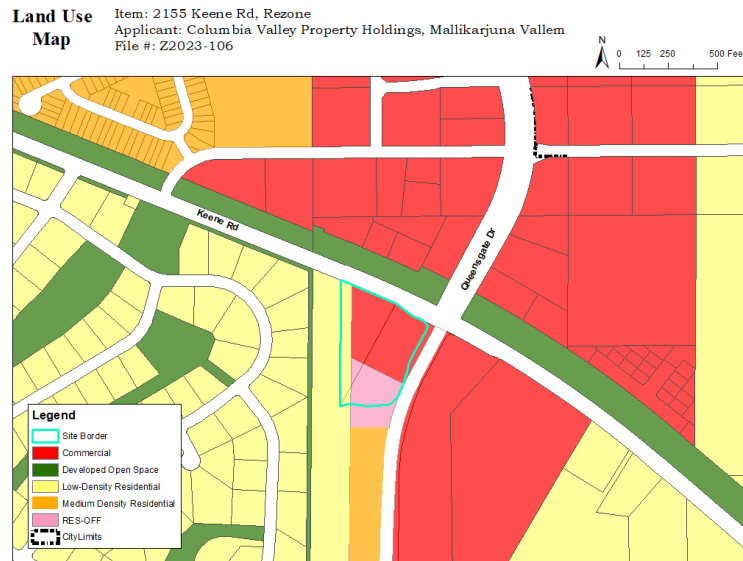 Land Use
Map
Item: 2155 Keene Rd, Rezone
Applicant: Columbia Valley Property Holdings, Mallikarjuna Vallem
File #: Z2023-106
N
0 125 250 500 Feet
Keene Rd
Queensgate Dr
Legend
Site Border
Commercial
Developed Open Space
Low-Density Residential
Medium Density Residential
RES-OFF
CityLimits